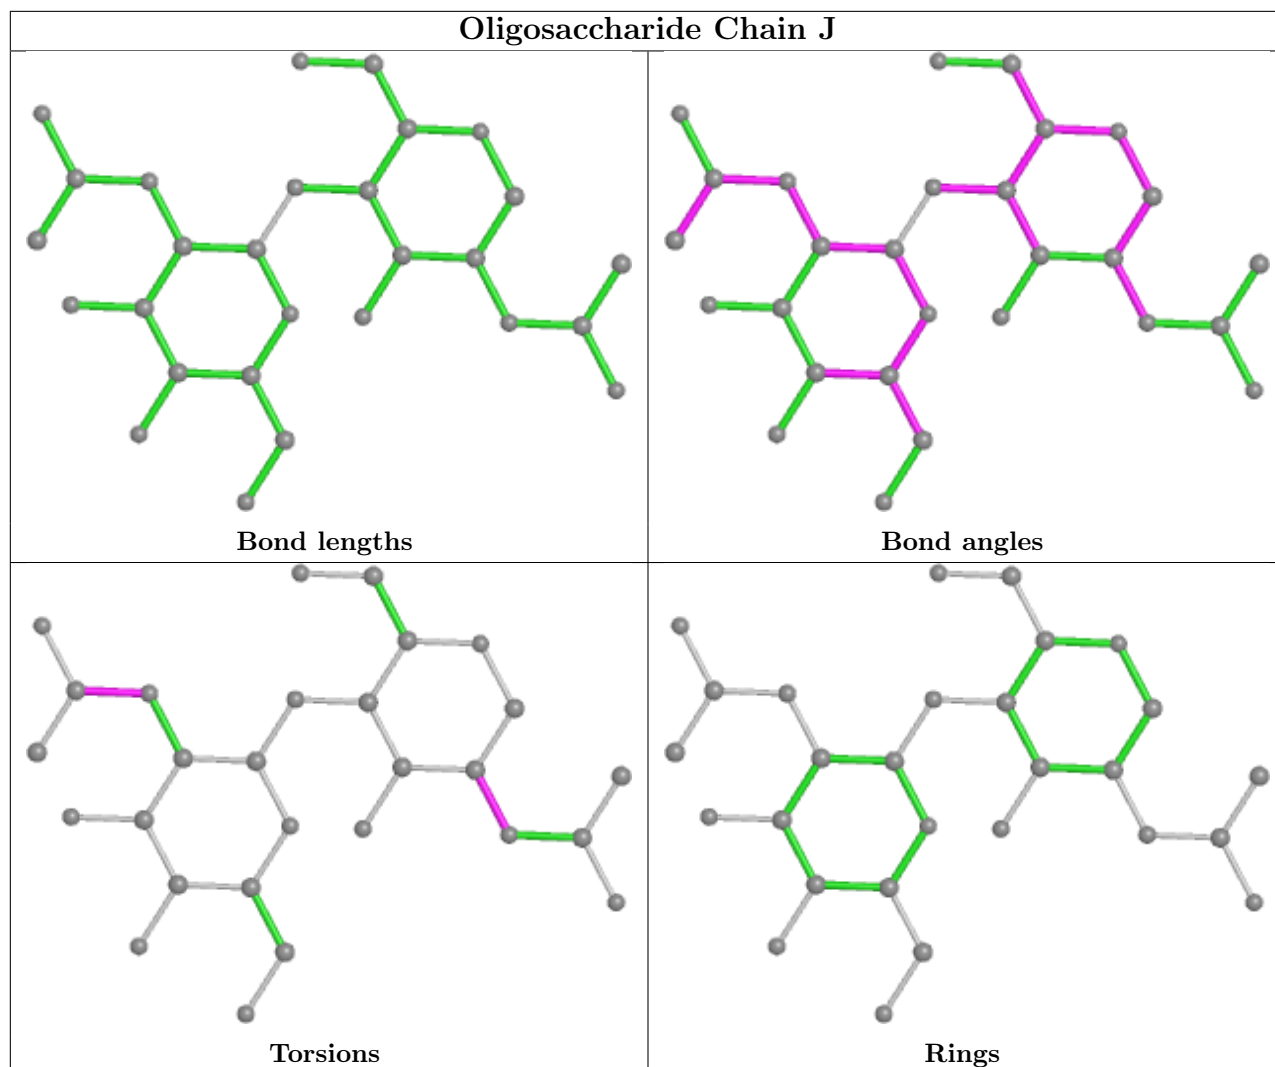 Oligosaccharide Chain J
Bond lengths
Bond angles
Torsions
Rings